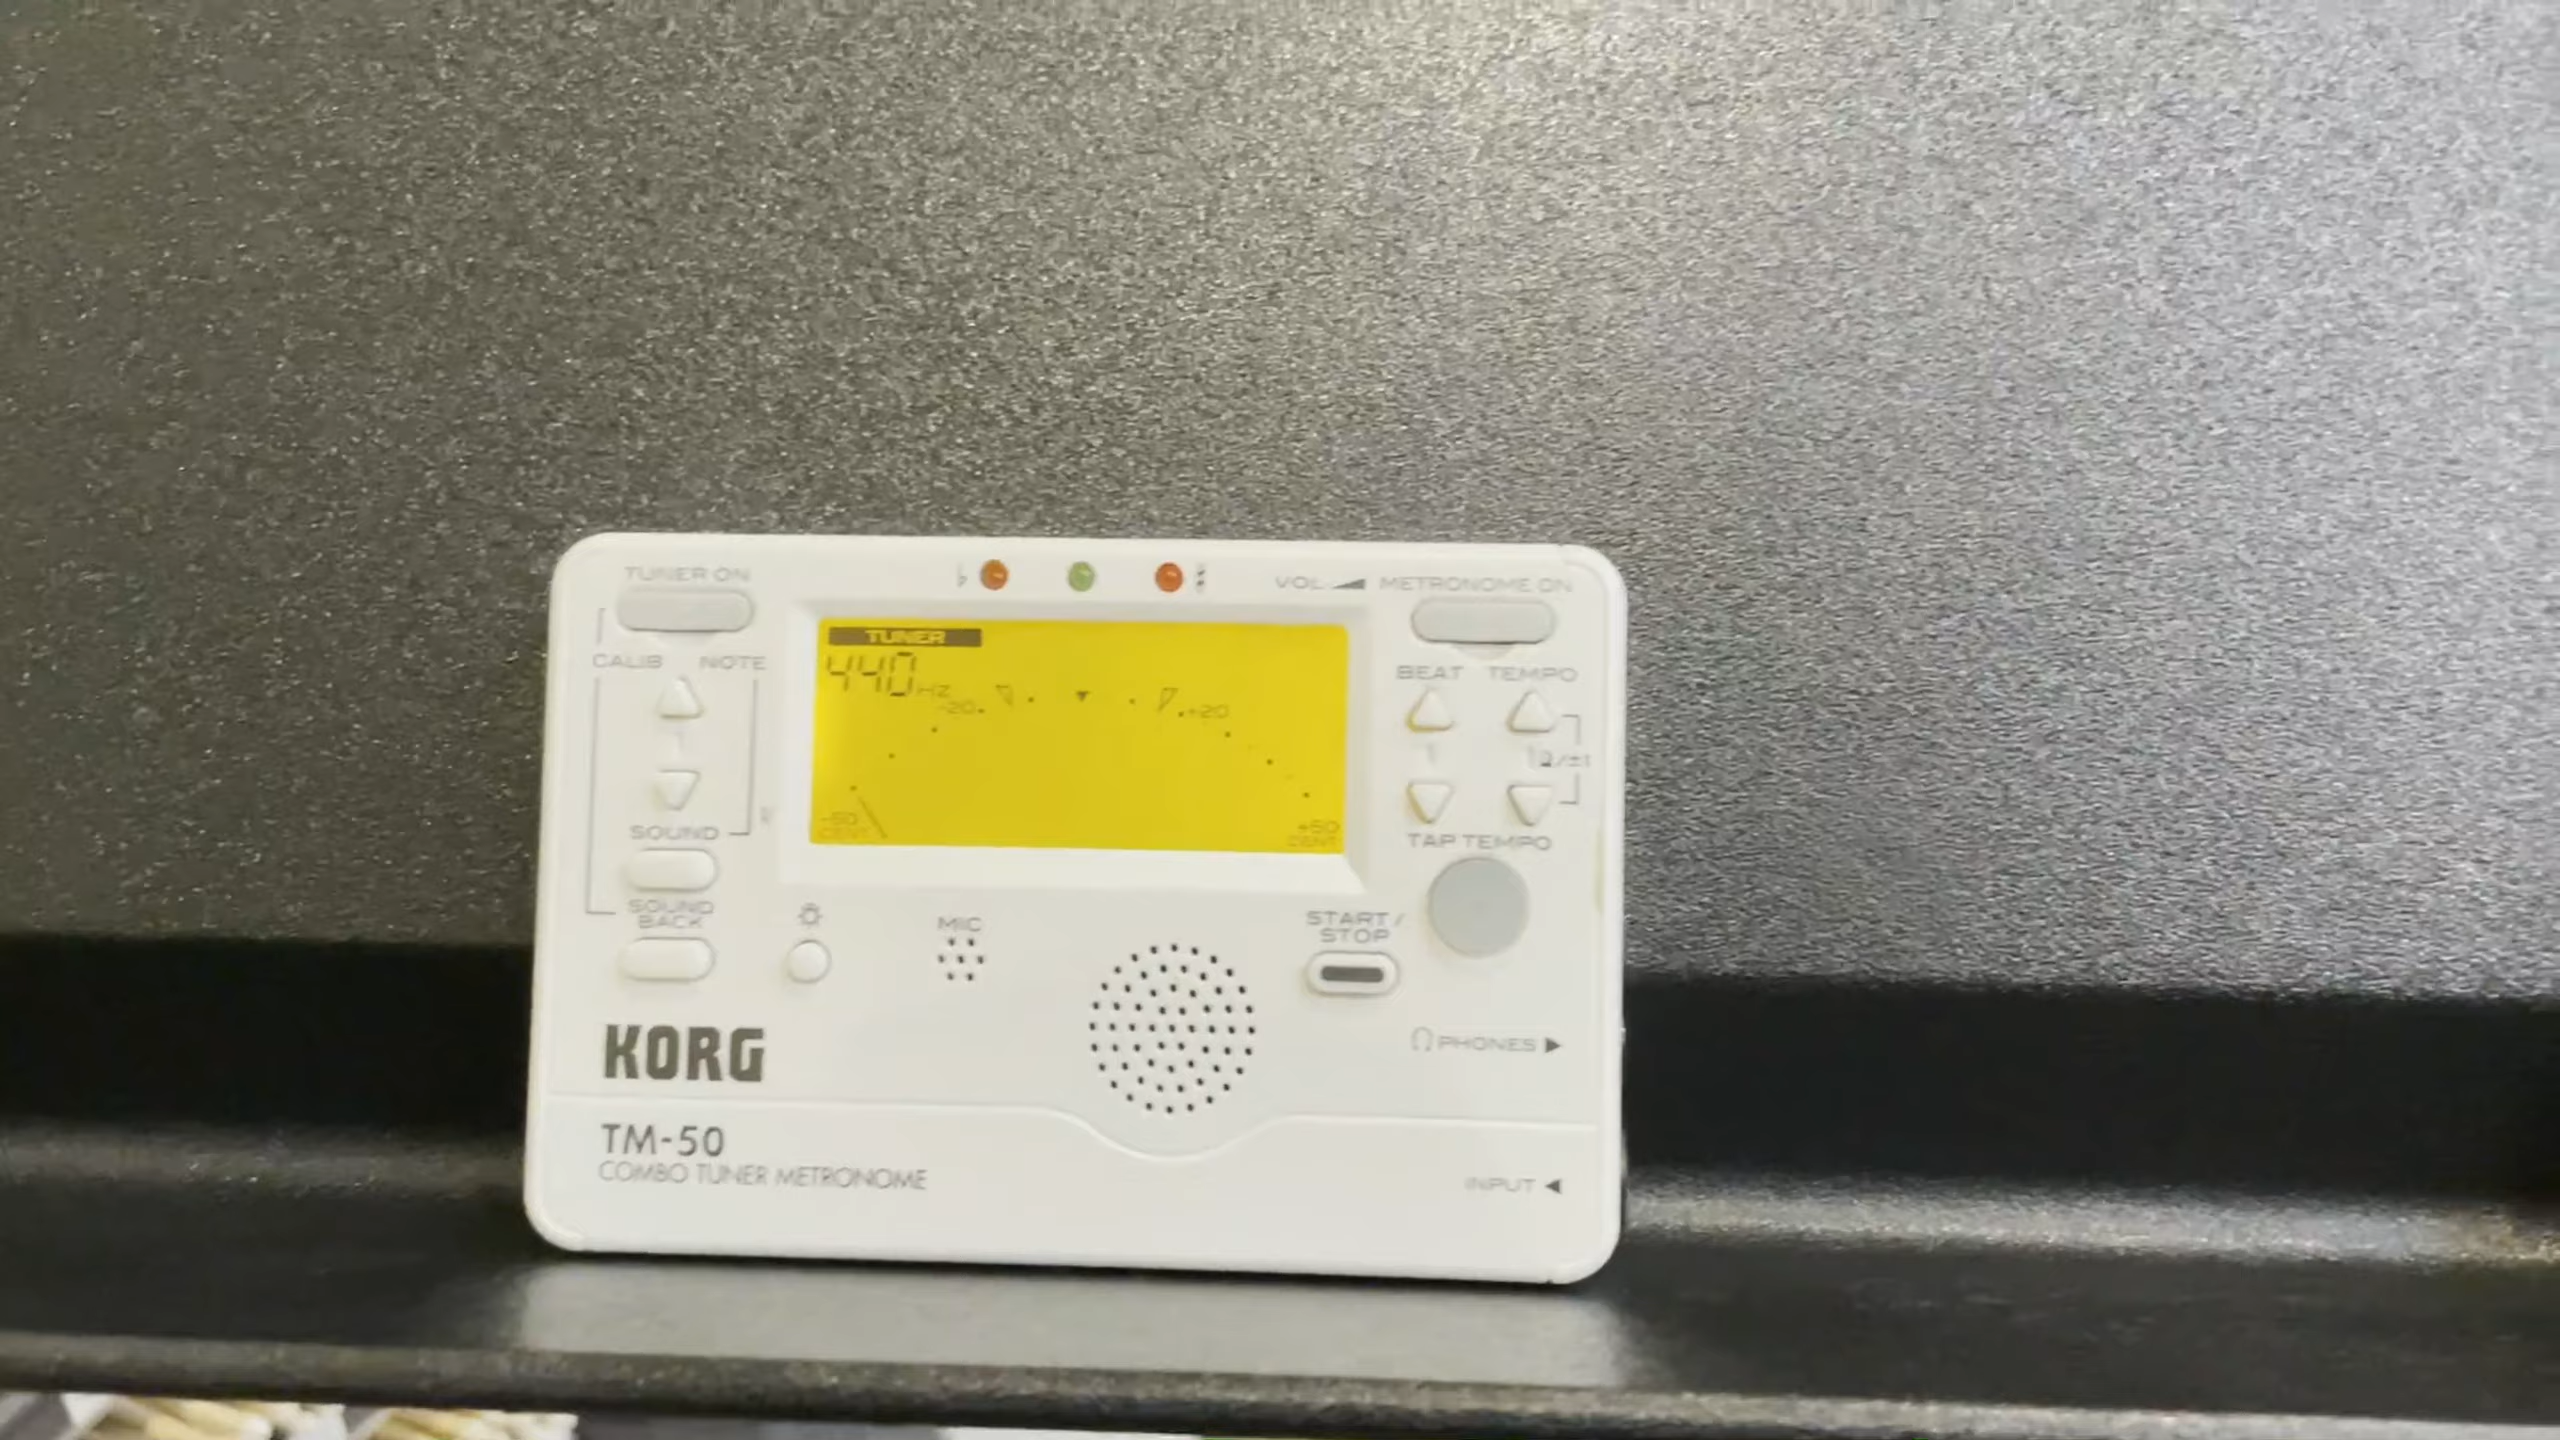 TUNER ON
VOL METRONOME ON
TUNER
440 HZ
-20 +20
-50 CENT
+50 CENT
CALIB NOTE
BEAT TEMPO
SOUND
SOUND BACK
MIC
TAP TEMPO
START/
STOP
PHONES
KORG
TM-50
COMBO TUNER METRONOME
INPUT